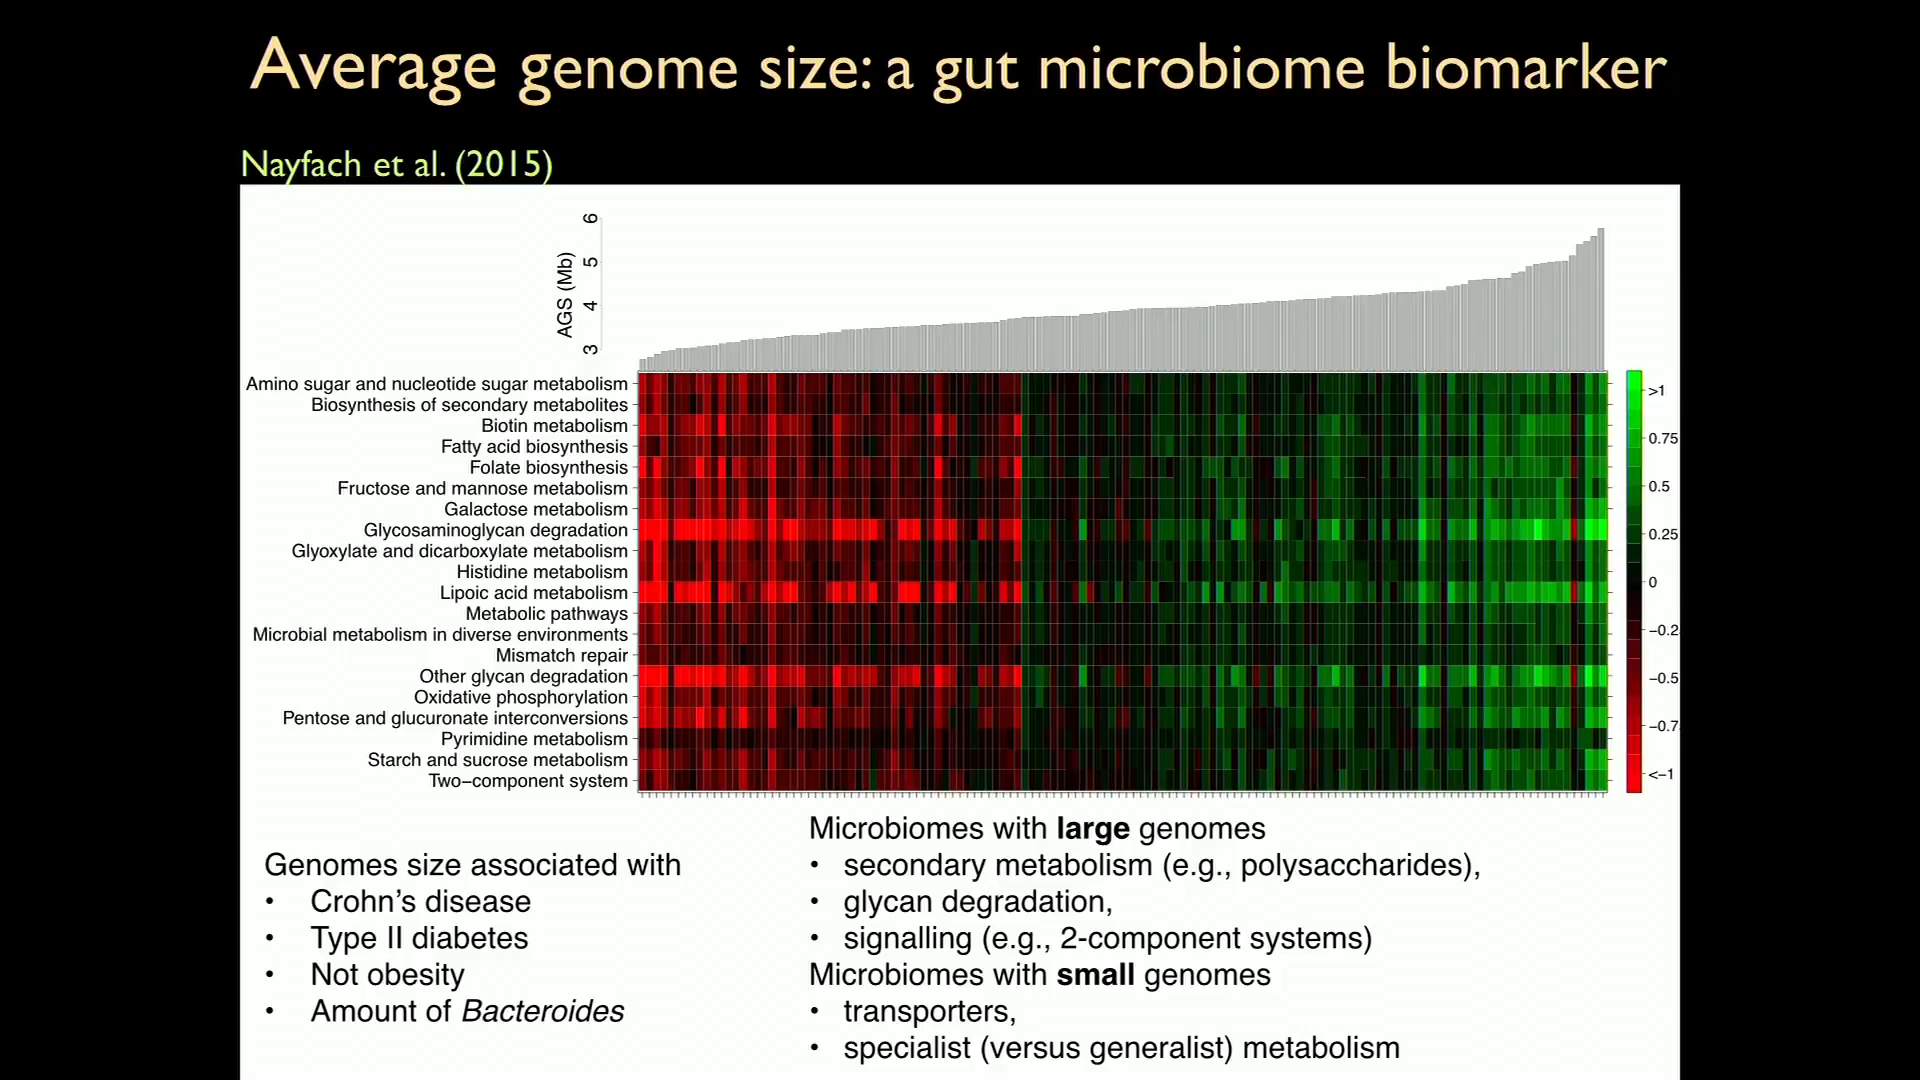 Average genome size: a gut microbiome biomarker
Nayfach et al. (2015)
AGS (Mb)
6
5
4
3
Amino sugar and nucleotide sugar metabolism
Biosynthesis of secondary metabolites
Biotin metabolism
Fatty acid biosynthesis
Folate biosynthesis
Fructose and mannose metabolism
Galactose metabolism
Glycosaminoglycan degradation
Glyoxylate and dicarboxylate metabolism
Histidine metabolism
Lipoic acid metabolism
Metabolic pathways
Microbial metabolism in diverse environments
Mismatch repair
Other glycan degradation
Oxidative phosphorylation
Pentose and glucuronate interconversions
Pyrimidine metabolism
Starch and sucrose metabolism
Two−component system
>1
0.75
0.5
0.25
0
−0.2
−0.5
−0.7
<−1
Genomes size associated with
• Crohn’s disease
• Type II diabetes
• Not obesity
• Amount of Bacteroides
Microbiomes with large genomes
• secondary metabolism (e.g., polysaccharides),
• glycan degradation,
• signalling (e.g., 2-component systems)
Microbiomes with small genomes
• transporters,
• specialist (versus generalist) metabolism